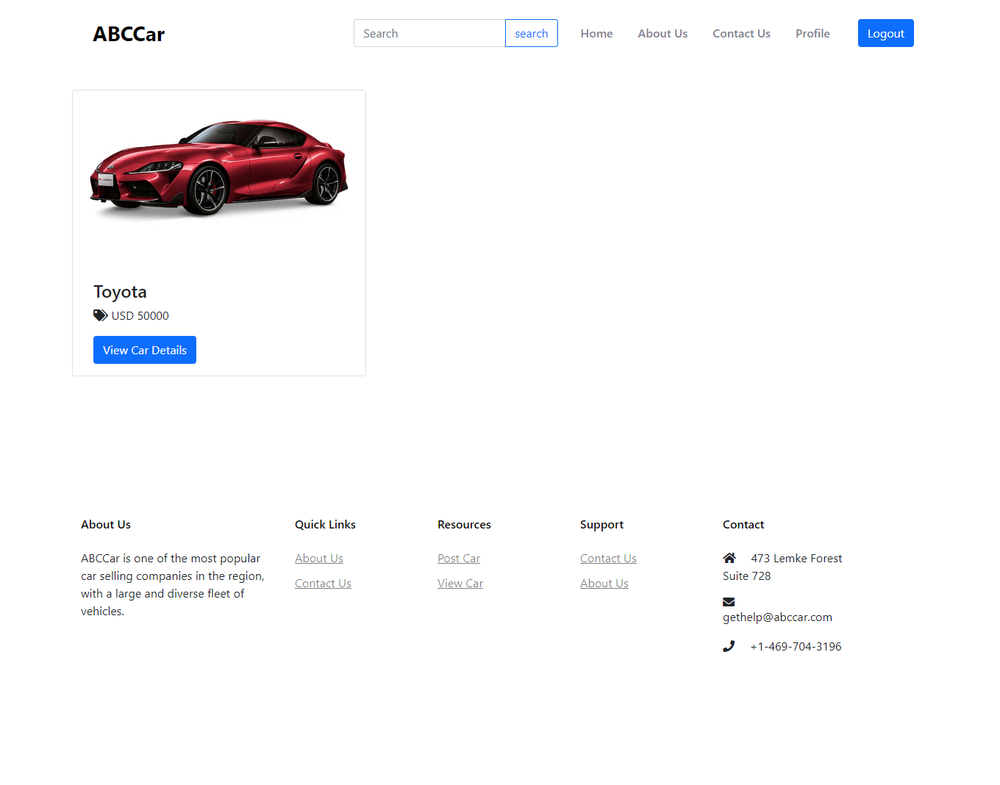 ABCCar
Search
search
Home
About Us
Contact Us
Profile
Logout
Toyota
USD 50000
View Car Details
About Us
ABCCar is one of the most popular
car selling companies in the region,
with a large and diverse fleet of
vehicles.
Quick Links
About Us
Contact Us
Resources
Post Car
View Car
Support
Contact Us
About Us
Contact
473 Lemke Forest
Suite 728
gethelp@abccar.com
+1-469-704-3196